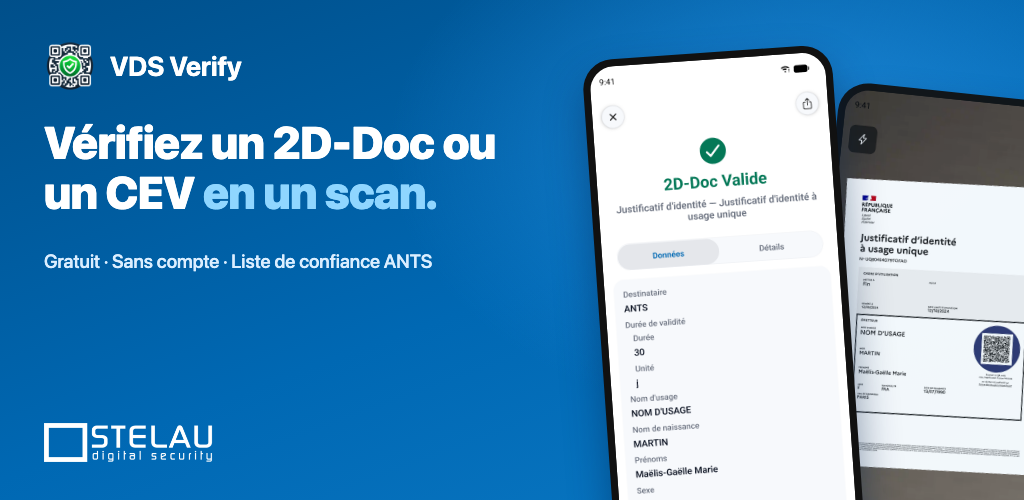 VDS Verify
Vérifiez un 2D-Doc ou
un CEV en un scan.
Gratuit · Sans compte · Liste de confiance ANTS
STELAU
digital security
9:41
2D-Doc Valide
Justificatif d'identité — Justificatif d'identité à
usage unique
Données
Détails
Destinataire
ANTS
Durée de validité
Durée
30
Unité
j
Nom d'usage
NOM D'USAGE
Nom de naissance
MARTIN
Prénoms
Maëlis-Gaëlle Marie
Sexe
9:41
RÉPUBLIQUE
FRANÇAISE
Justificatif d'identité
à usage unique
NOM D'USAGE
MARTIN
Maëlis-Gaëlle Marie